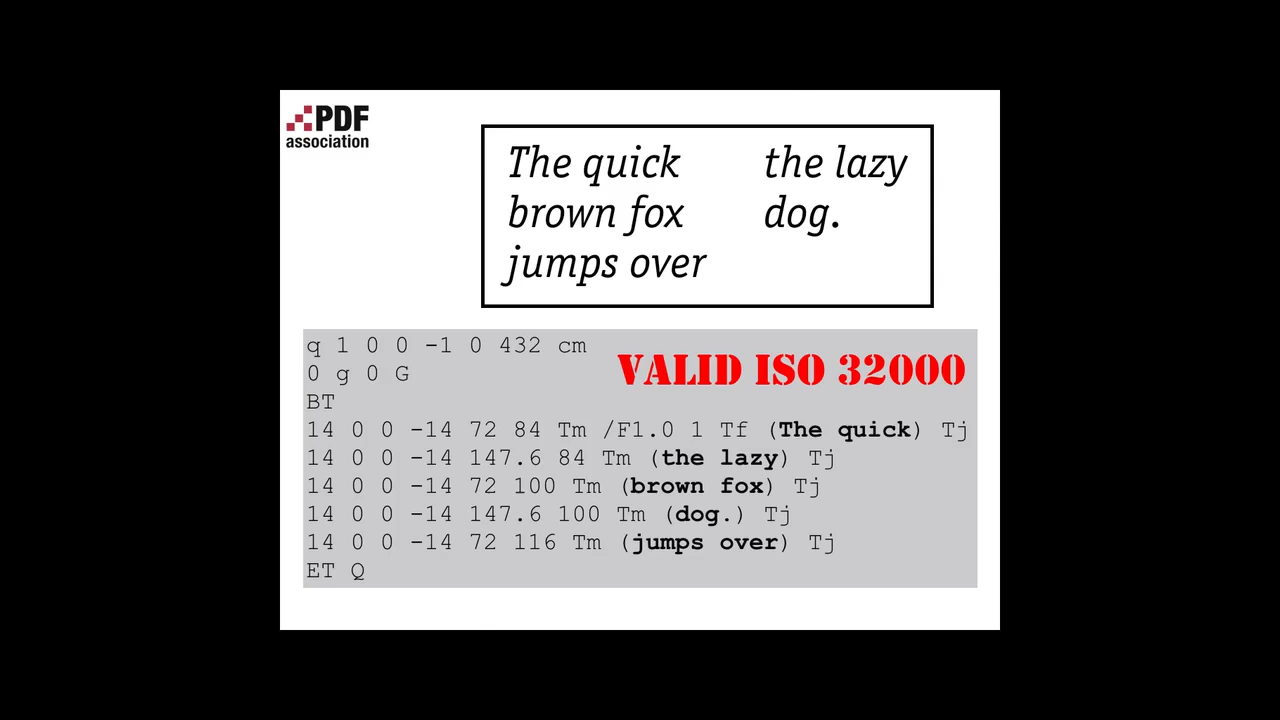 PDF
association
The quick
brown fox
jumps over
the lazy
dog.
VALID ISO 32000
q 1 0 0 -1 0 432 cm
0 g 0 G
BT
14 0 0 -14 72 84 Tm /F1.0 1 Tf (The quick) Tj
14 0 0 -14 147.6 84 Tm (the lazy) Tj
14 0 0 -14 72 100 Tm (brown fox) Tj
14 0 0 -14 147.6 100 Tm (dog.) Tj
14 0 0 -14 72 116 Tm (jumps over) Tj
ET Q